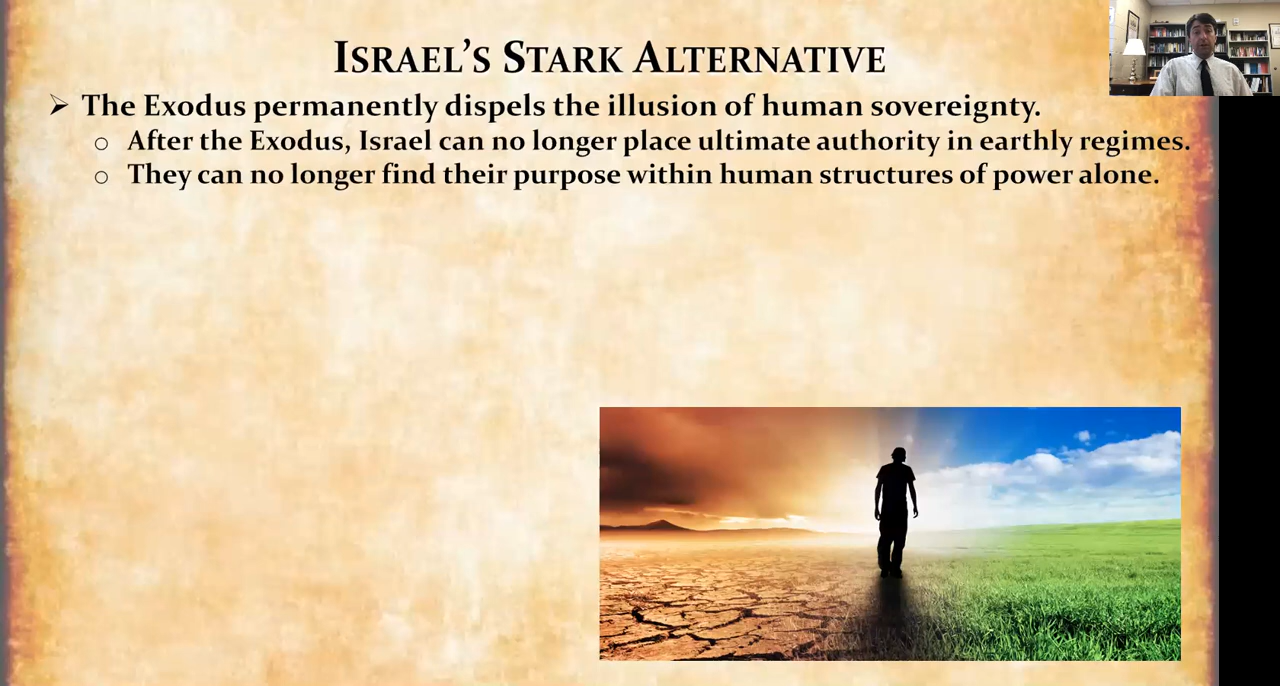 Israel's Stark Alternative
➢ The Exodus permanently dispels the illusion of human sovereignty.
o After the Exodus, Israel can no longer place ultimate authority in earthly regimes.
o They can no longer find their purpose within human structures of power alone.